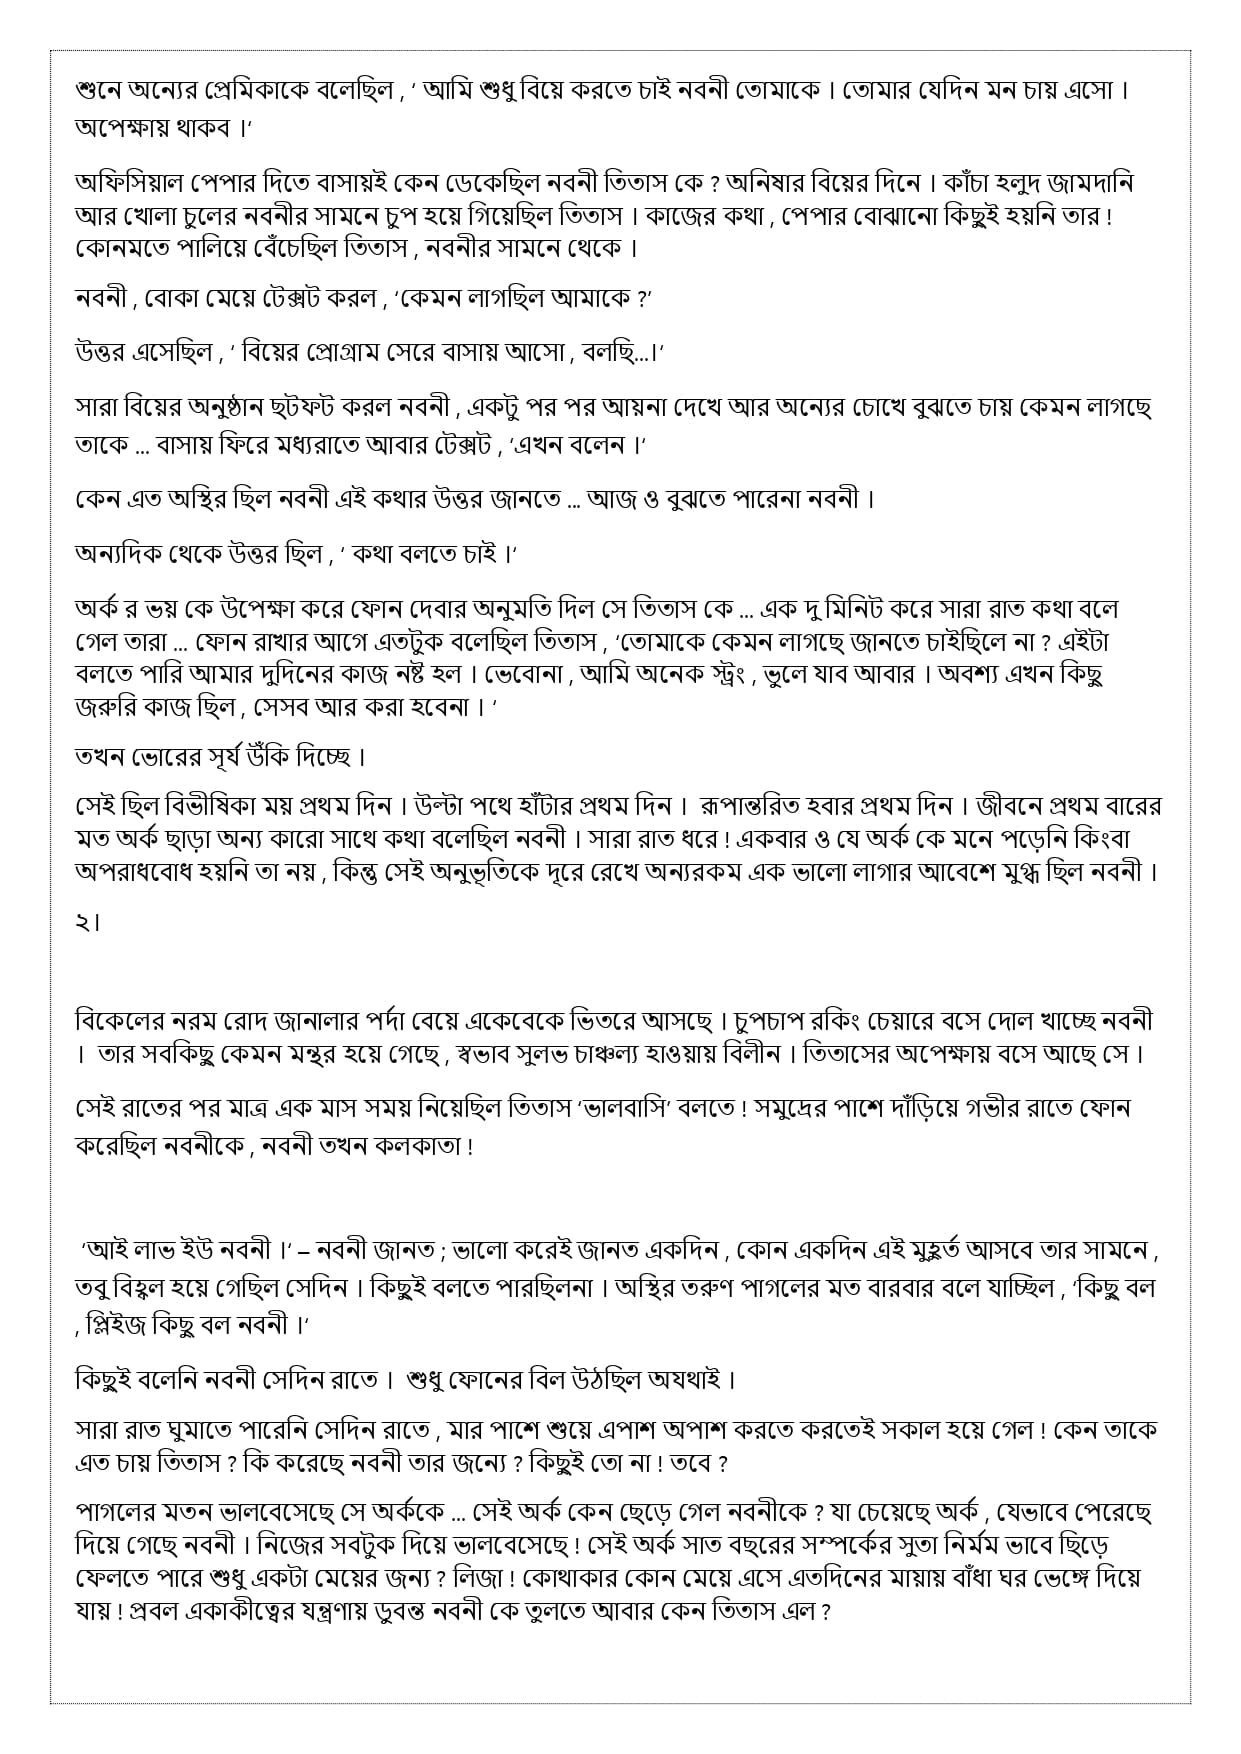 শুনে অন্যের প্রেমিকাকে বলেছিল , ‘ আমি শুধু বিয়ে করতে চাই নবনী তোমাকে । তোমার যেদিন মন চায় এসো ।
অপেক্ষায় থাকব ।‘
অফিসিয়াল পেপার দিতে বাসায়ই কেন ডেকেছিল নবনী তিতাস কে ? অনিষার বিয়ের দিনে । কাঁচা হলুদ জামদানি
আর খোলা চুলের নবনীর সামনে চুপ হয়ে গিয়েছিল তিতাস । কাজের কথা , পেপার বোঝানো কিছুই হয়নি তার !
কোনমতে পালিয়ে বেঁচেছিল তিতাস , নবনীর সামনে থেকে ।
নবনী , বোকা মেয়ে টেক্সট করল , ‘কেমন লাগছিল আমাকে ?’
উত্তর এসেছিল , ‘ বিয়ের প্রোগ্রাম সেরে বাসায় আসো , বলছি...।‘
সারা বিয়ের অনুষ্ঠান ছটফট করল নবনী , একটু পর পর আয়না দেখে আর অন্যের চোখে বুঝতে চায় কেমন লাগছে
তাকে ... বাসায় ফিরে মধ্যরাতে আবার টেক্সট , ‘এখন বলেন ।‘
কেন এত অস্থির ছিল নবনী এই কথার উত্তর জানতে ... আজ ও বুঝতে পারেনা নবনী ।
অন্যদিক থেকে উত্তর ছিল , ‘ কথা বলতে চাই ।‘
অর্ক র ভয় কে উপেক্ষা করে ফোন দেবার অনুমতি দিল সে তিতাস কে ... এক দু মিনিট করে সারা রাত কথা বলে
গেল তারা ... ফোন রাখার আগে এতটুক বলেছিল তিতাস , ‘তোমাকে কেমন লাগছে জানতে চাইছিলে না ? এইটা
বলতে পারি আমার দুদিনের কাজ নষ্ট হল । ভেবোনা , আমি অনেক স্ট্রং , ভুলে যাব আবার । অবশ্য এখন কিছু
জরুরি কাজ ছিল , সেসব আর করা হবেনা । ‘
তখন ভোরের সূর্য উঁকি দিচ্ছে ।
সেই ছিল বিভীষিকা ময় প্রথম দিন । উল্টা পথে হাঁটার প্রথম দিন । রূপান্তরিত হবার প্রথম দিন । জীবনে প্রথম বারের
মত অর্ক ছাড়া অন্য কারো সাথে কথা বলেছিল নবনী । সারা রাত ধরে ! একবার ও যে অর্ক কে মনে পড়েনি কিংবা
অপরাধবোধ হয়নি তা নয় , কিন্তু সেই অনুভূতিকে দূরে রেখে অন্যরকম এক ভালো লাগার আবেশে মুগ্ধ ছিল নবনী ।
২।
বিকেলের নরম রোদ জানালার পর্দা বেয়ে একেবেকে ভিতরে আসছে । চুপচাপ রকিং চেয়ারে বসে দোল খাচ্ছে নবনী
। তার সবকিছু কেমন মন্থর হয়ে গেছে , স্বভাব সুলভ চাঞ্চল্য হাওয়ায় বিলীন । তিতাসের অপেক্ষায় বসে আছে সে ।
সেই রাতের পর মাত্র এক মাস সময় নিয়েছিল তিতাস ‘ভালবাসি’ বলতে ! সমুদ্রের পাশে দাঁড়িয়ে গভীর রাতে ফোন
করেছিল নবনীকে , নবনী তখন কলকাতা !
‘আই লাভ ইউ নবনী ।‘ – নবনী জানত ; ভালো করেই জানত একদিন , কোন একদিন এই মুহূর্ত আসবে তার সামনে ,
তবু বিহ্বল হয়ে গেছিল সেদিন । কিছুই বলতে পারছিলনা । অস্থির তরুণ পাগলের মত বারবার বলে যাচ্ছিল , ‘কিছু বল
, প্লিইজ কিছু বল নবনী ।‘
কিছুই বলেনি নবনী সেদিন রাতে । শুধু ফোনের বিল উঠছিল অযথাই ।
সারা রাত ঘুমাতে পারেনি সেদিন রাতে , মার পাশে শুয়ে এপাশ অপাশ করতে করতেই সকাল হয়ে গেল ! কেন তাকে
এত চায় তিতাস ? কি করেছে নবনী তার জন্যে ? কিছুই তো না ! তবে ?
পাগলের মতন ভালবেসেছে সে অর্ককে ... সেই অর্ক কেন ছেড়ে গেল নবনীকে ? যা চেয়েছে অর্ক , যেভাবে পেরেছে
দিয়ে গেছে নবনী । নিজের সবটুক দিয়ে ভালবেসেছে ! সেই অর্ক সাত বছরের সম্পর্কের সুতা নির্মম ভাবে ছিড়ে
ফেলতে পারে শুধু একটা মেয়ের জন্য ? লিজা ! কোথাকার কোন মেয়ে এসে এতদিনের মায়ায় বাঁধা ঘর ভেঙ্গে দিয়ে
যায় ! প্রবল একাকীত্বের যন্ত্রণায় ডুবন্ত নবনী কে তুলতে আবার কেন তিতাস এল ?